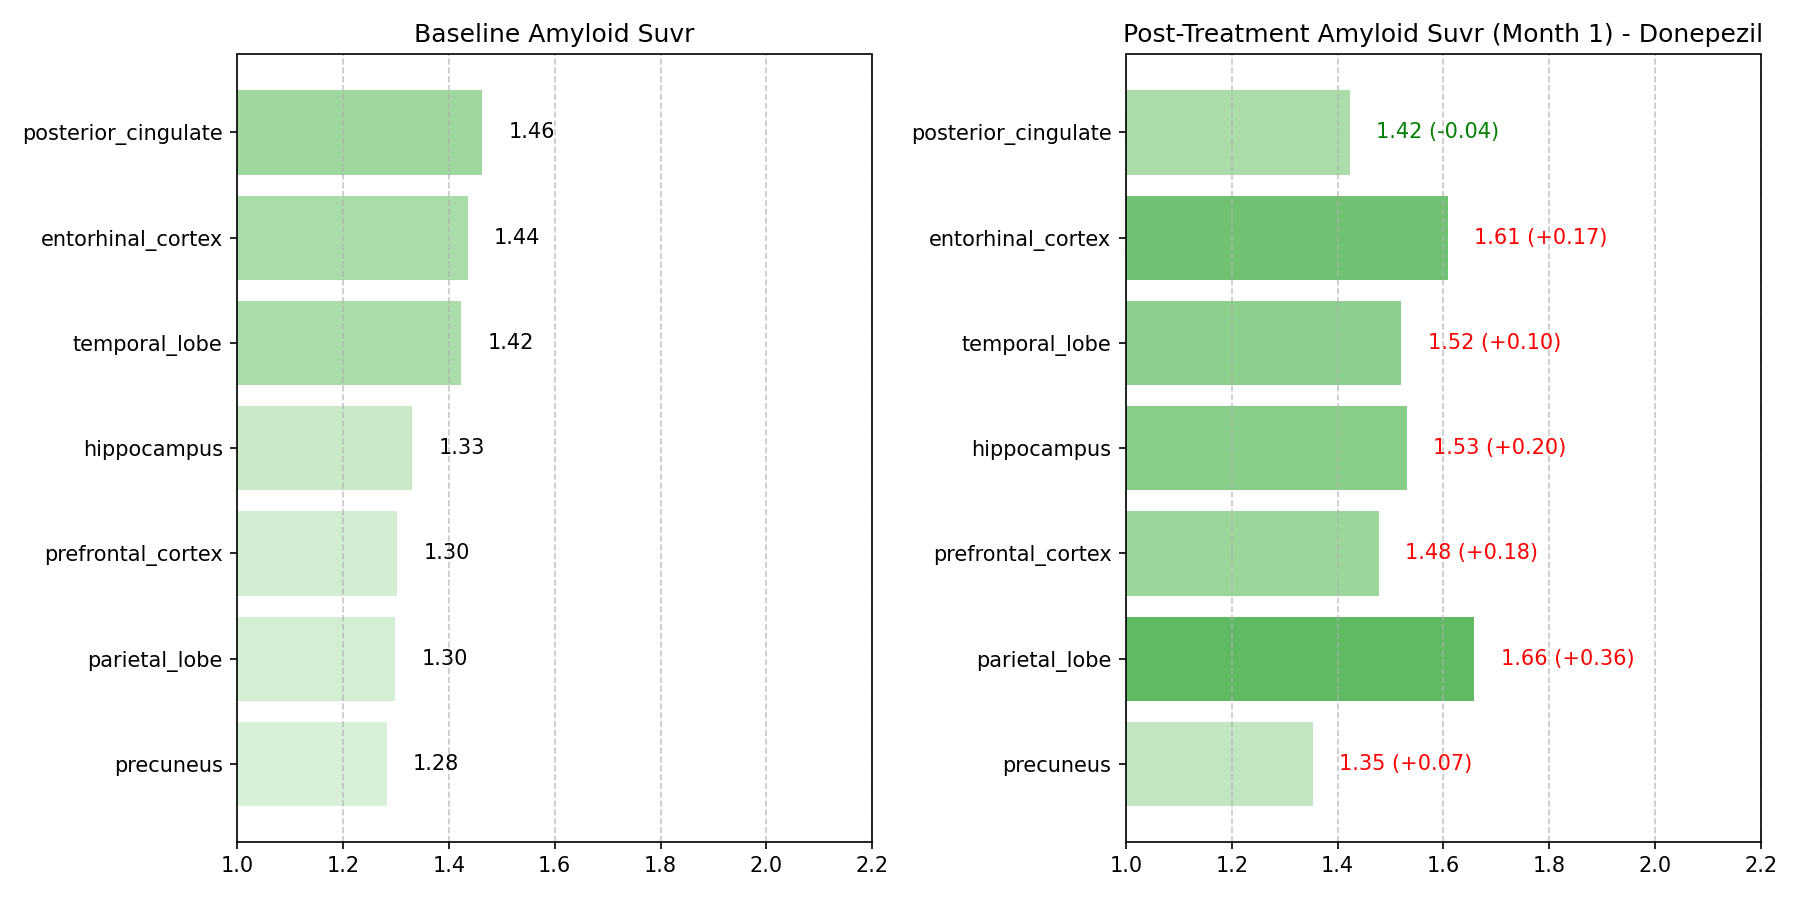 Baseline Amyloid Suvr
posterior_cingulate
1.46
entorhinal_cortex
1.44
temporal_lobe
1.42
hippocampus
1.33
prefrontal_cortex
1.30
parietal_lobe
1.30
precuneus
1.28
1.0 1.2 1.4 1.6 1.8 2.0 2.2
Post-Treatment Amyloid Suvr (Month 1) - Donepezil
posterior_cingulate
1.42 (-0.04)
entorhinal_cortex
1.61 (+0.17)
temporal_lobe
1.52 (+0.10)
hippocampus
1.53 (+0.20)
prefrontal_cortex
1.48 (+0.18)
parietal_lobe
1.66 (+0.36)
precuneus
1.35 (+0.07)
1.0 1.2 1.4 1.6 1.8 2.0 2.2